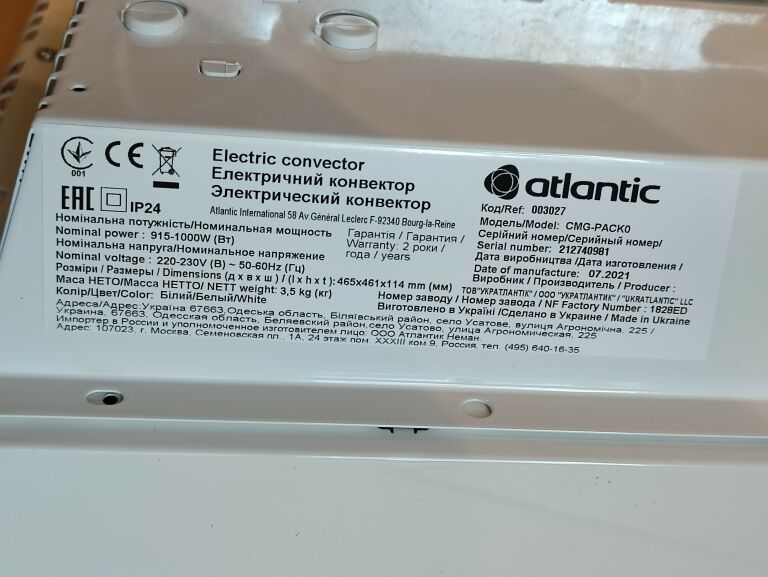 001
CE
EAC
IP24
Electric convector
Електричний конвектор
Электрический конвектор
Atlantic International 58 Av.Général Leclerc F-92340 Bourg-la-Reine
Номінальна потужність/Номинальная мощность
Nominal power : 915-1000W (Вт)
Номінальна напруга/Номинальное напряжение
Nominal voltage : 220-230V (В) ~ 50-60Hz (Гц)
Розміри / Размеры / Dimensions (д x в x ш) / (l x h x t):465x461x114 mm (мм)
Маса НЕТТО/Масса НЕТТО/ NETT weight: 3,5 kg (кг)
Колір/Цвет/Color: Білий/Белый/White
Гарантія / Гарантия /
Warranty: 2 роки /
года / years
atlantic
Код/Ref: 003027
Модель/Model: CMG-PACK0
Серійний номер/Серийный номер/
Serial number: 212740981
Дата виробництва /Дата изготовления /
Date of manufacture: 07.2021
Виробник / Производитель / Producer :
ТОВ"УКРАТЛАНТІК" / ООО "УКРАТЛАНТИК" / "UKRATLANTIC" LLC
Номер заводу / Номер завода / NF Factory Number : 1828ED
Виготовлено в Україні /Сделано в Украине / Made in Ukraine
Адреса/Адрес:Україна 67663,Одеська область, Біляївський район, село Усатове, вулиця Агрономічна, 225 /
Украина, 67663, Одесская область, Беляевский район,село Усатово, улица Агрономическая, 225
Импортер в России и уполномоченное изготовителем лицо: ООО Атлантик Неман.
Адрес: 107023, г. Москва, Семеновская пл., 1А, 24 этаж пом. XXXIII ком 9, Россия, тел. (495) 640-16-35